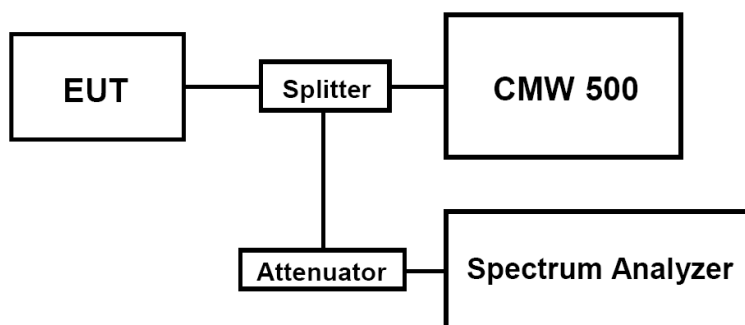 EUT
Splitter
CMW 500
Attenuator
Spectrum Analyzer